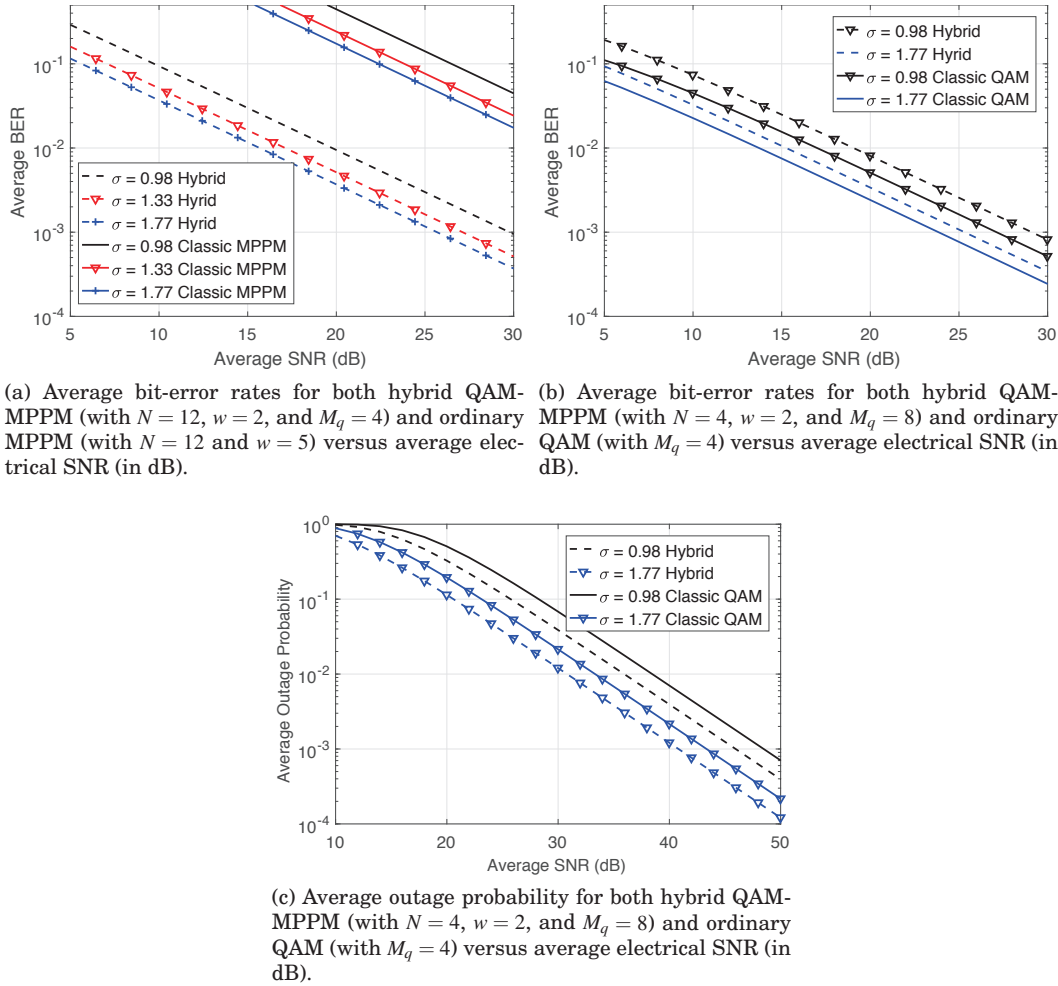 10^-1
10^-2
10^-3
10^-4
Average BER
σ = 0.98 Hybrid
σ = 1.33 Hyrid
σ = 1.77 Hyrid
σ = 0.98 Classic MPPM
σ = 1.33 Classic MPPM
σ = 1.77 Classic MPPM
5 10 15 20 25 30
Average SNR (dB)
(a) Average bit-error rates for both hybrid QAM-
MPPM (with N = 12, w = 2, and M_q = 4) and ordinary
MPPM (with N = 12 and w = 5) versus average elec-
trical SNR (in dB).
10^-1
10^-2
10^-3
10^-4
Average BER
σ = 0.98 Hybrid
σ = 1.77 Hyrid
σ = 0.98 Classic QAM
σ = 1.77 Classic QAM
5 10 15 20 25 30
Average SNR (dB)
(b) Average bit-error rates for both hybrid QAM-
MPPM (with N = 4, w = 2, and M_q = 8) and ordinary
QAM (with M_q = 4) versus average electrical SNR (in
dB).
10^0
10^-1
10^-2
10^-3
10^-4
Average Outage Probability
σ = 0.98 Hybrid
σ = 1.77 Hybrid
σ = 0.98 Classic QAM
σ = 1.77 Classic QAM
10 20 30 40 50
Average SNR (dB)
(c) Average outage probability for both hybrid QAM-
MPPM (with N = 4, w = 2, and M_q = 8) and ordinary
QAM (with M_q = 4) versus average electrical SNR (in
dB).